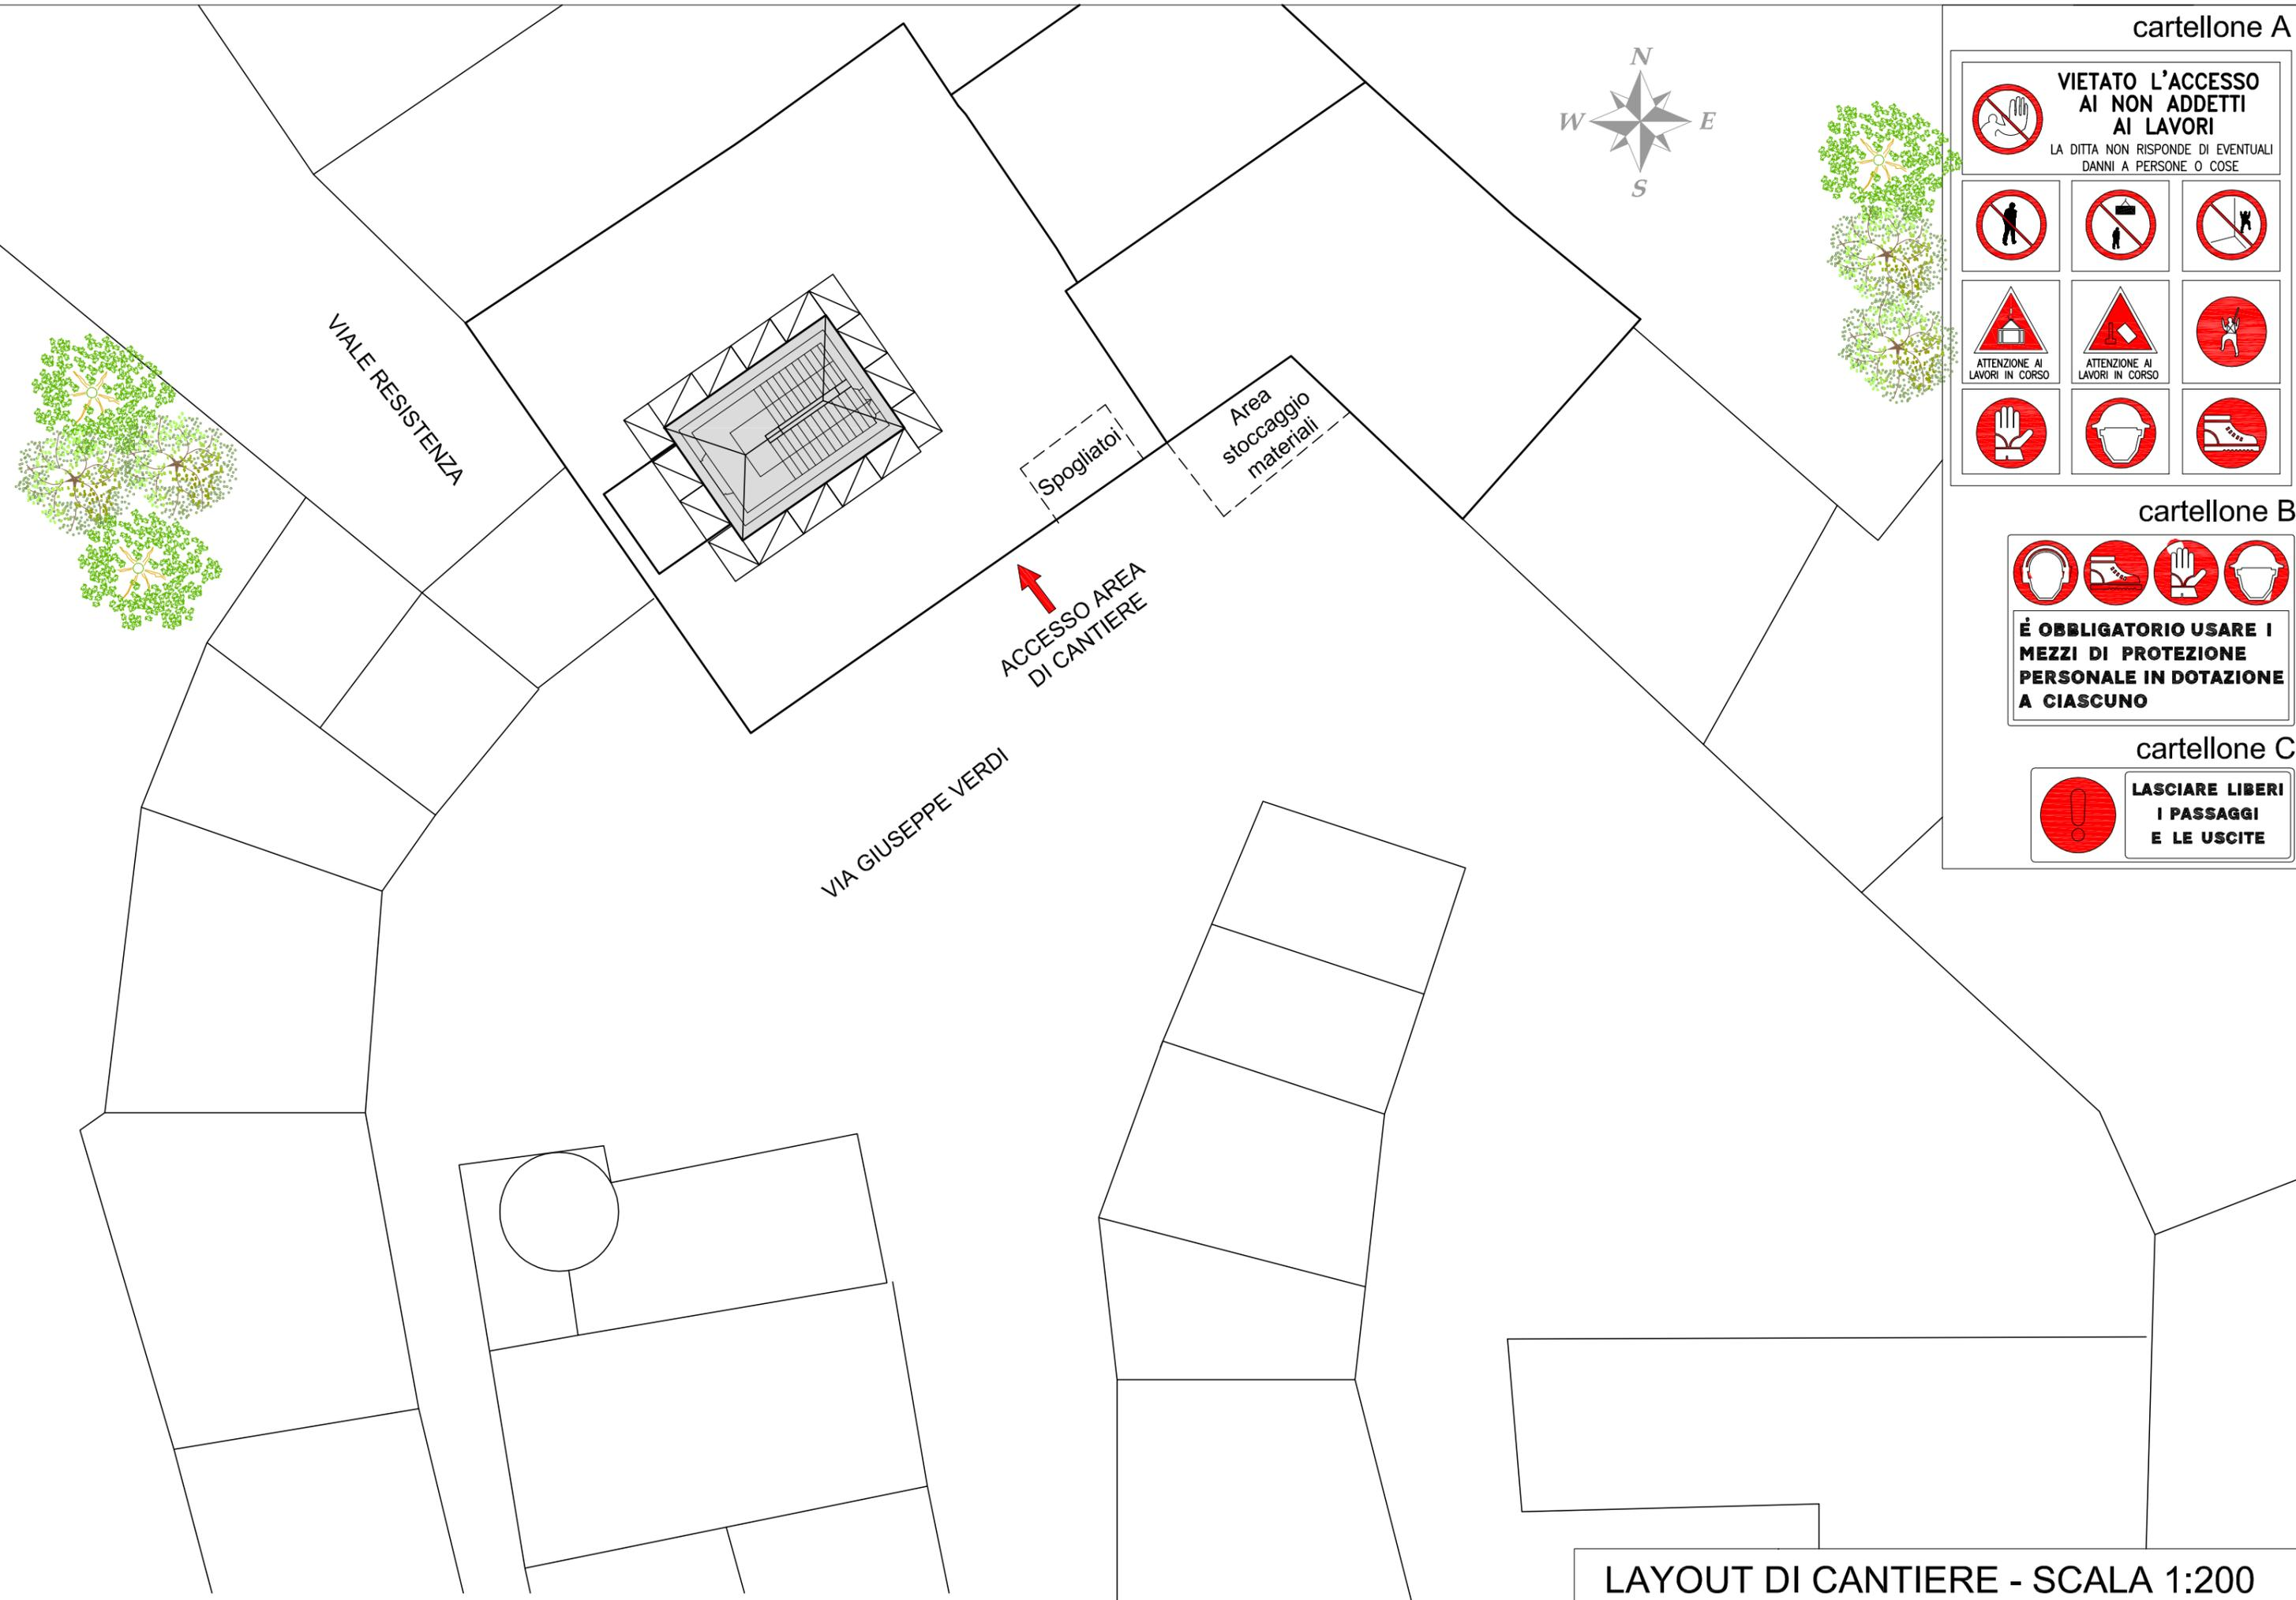 cartellone A
VIETATO L'ACCESSO
AI NON ADDETTI
AI LAVORI
LA DITTA NON RISPONDE DI EVENTUALI
DANNI A PERSONE O COSE
ATTENZIONE AI
LAVORI IN CORSO
ATTENZIONE AI
LAVORI IN CORSO
cartellone B
É OBBLIGATORIO USARE I
MEZZI DI PROTEZIONE
PERSONALE IN DOTAZIONE
A CIASCUNO
cartellone C
LASCIARE LIBERI
I PASSAGGI
E LE USCITE
N
W
E
S
VIALE RESISTENZA
Spogliatoi
Area
stoccaggio
materiali
ACCESSO AREA
DI CANTIERE
VIA GIUSEPPE VERDI
LAYOUT DI CANTIERE - SCALA 1:200